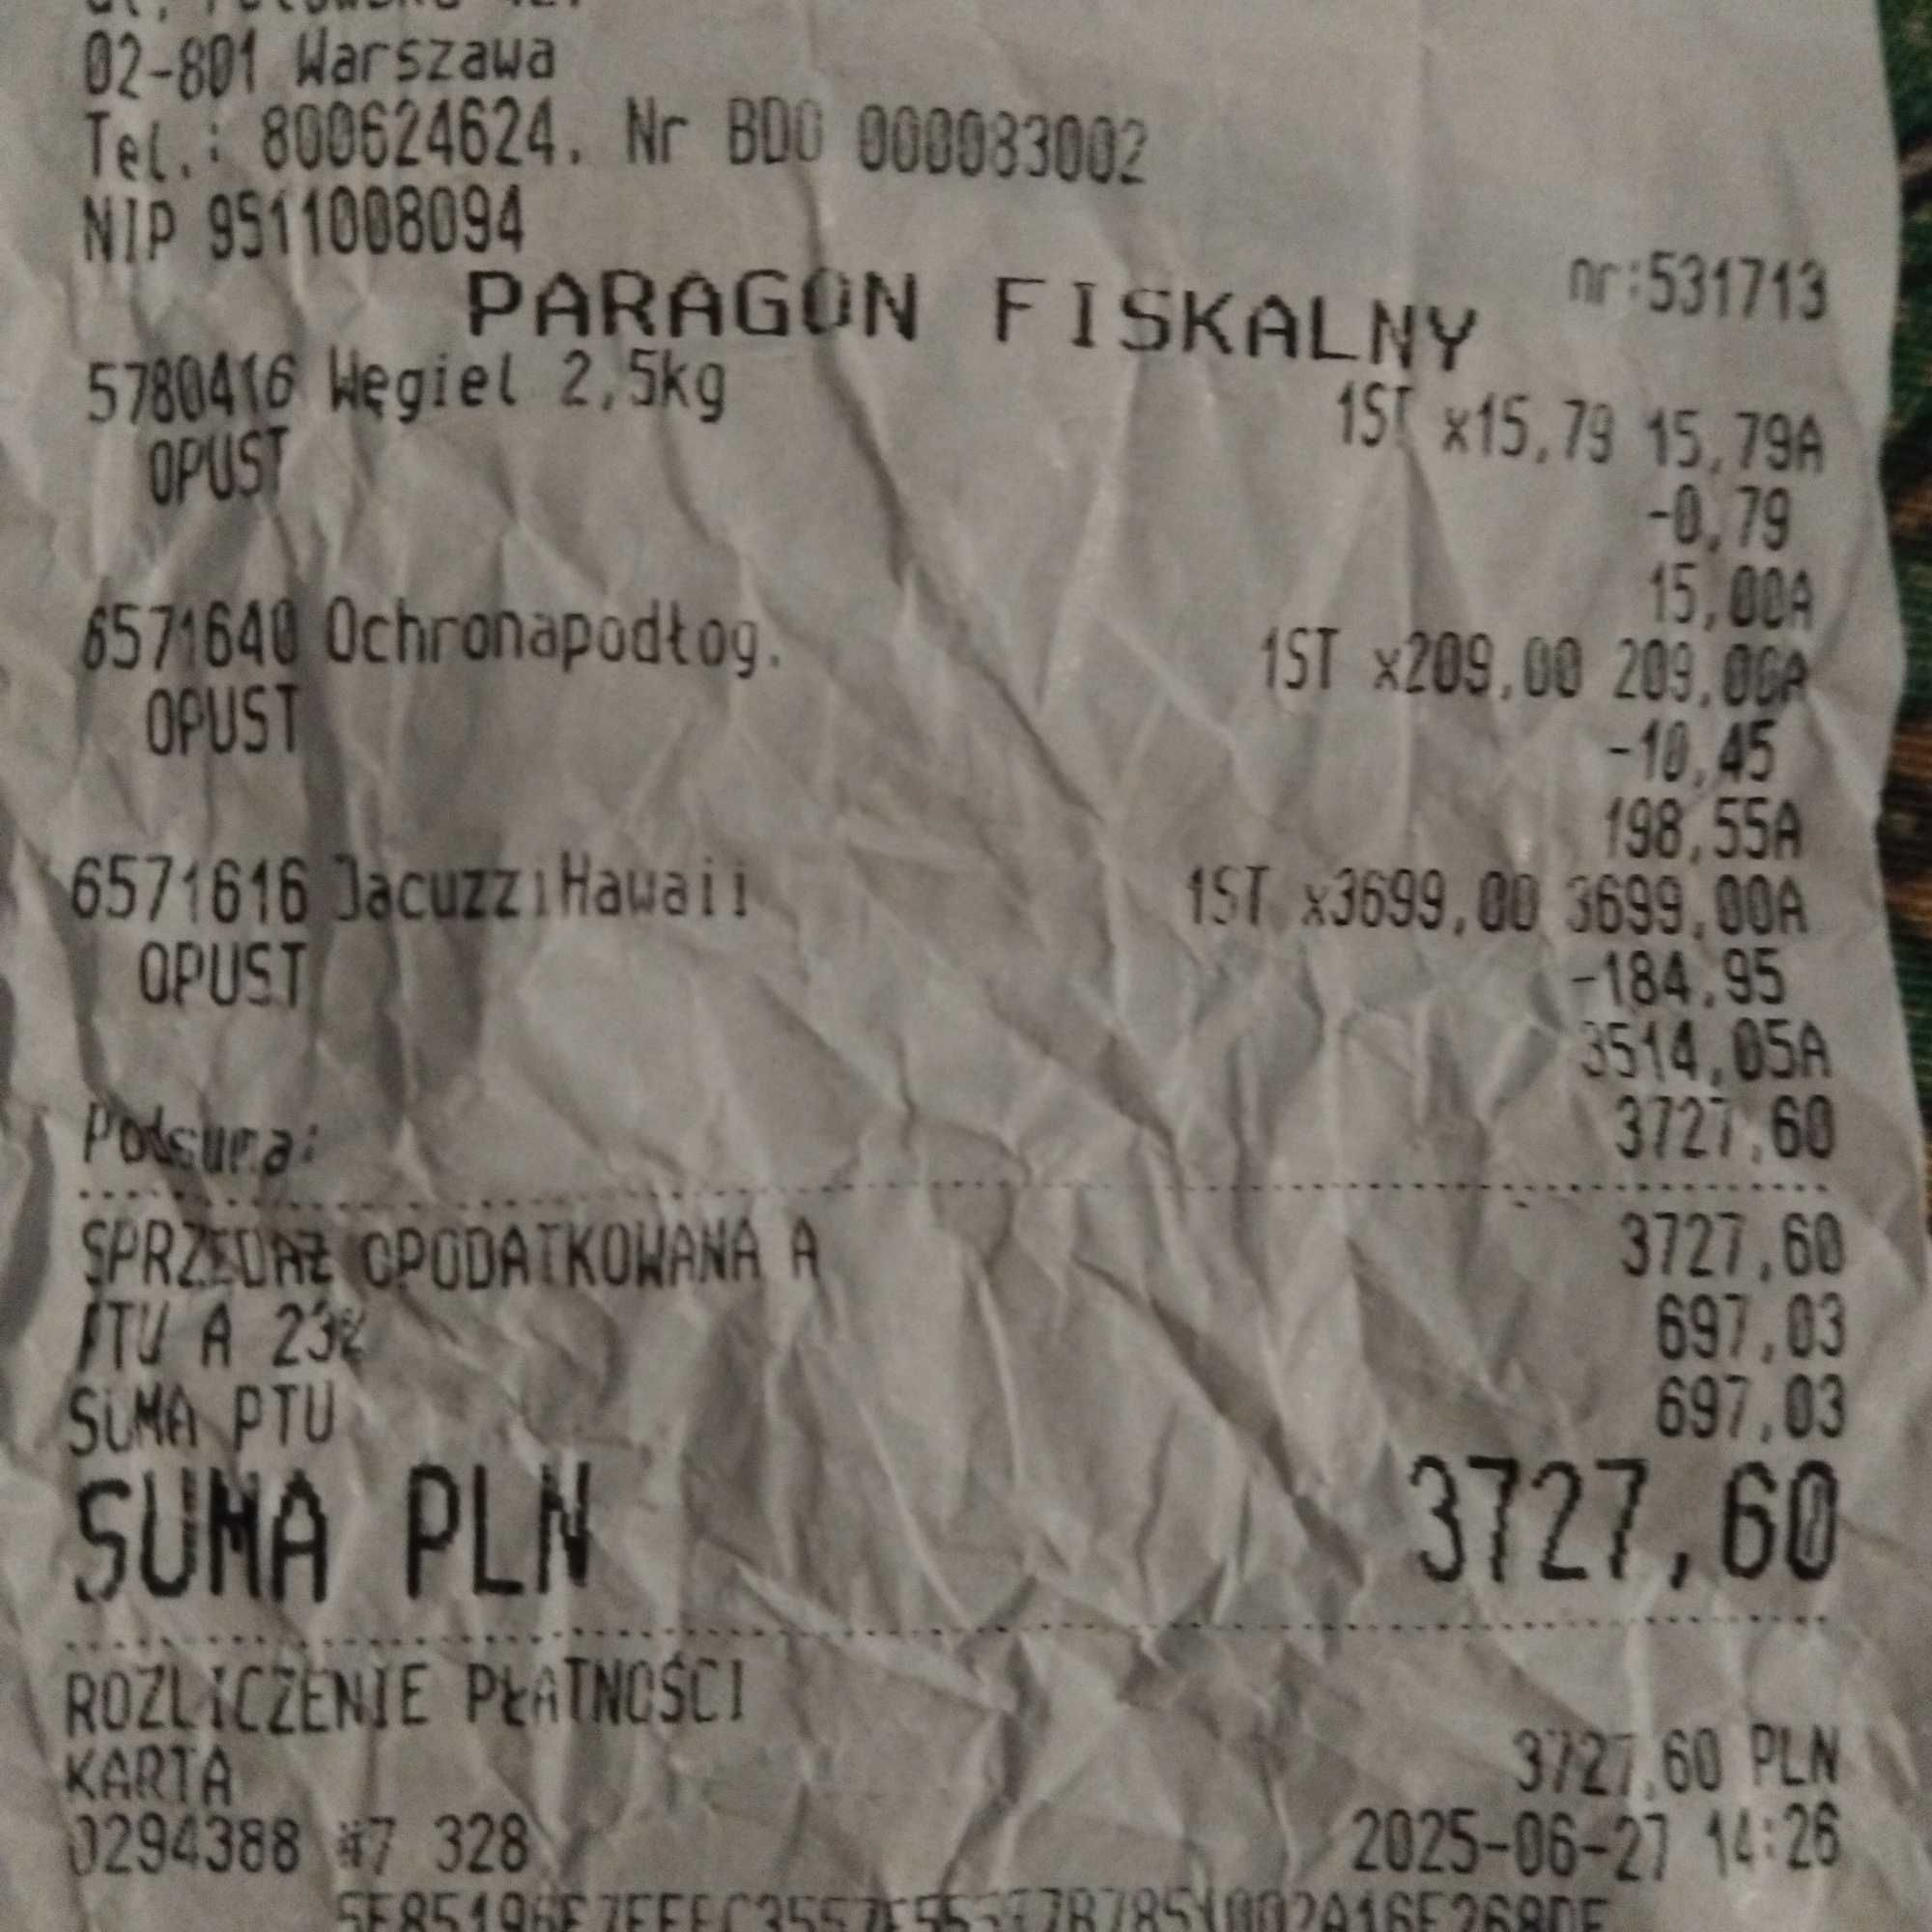 02-801 Warszawa
Tel.: 800624624. Nr BDO 000083002
NIP 9511008094
PARAGON FISKALNY nr:531713
5780416 Węgiel 2,5kg 1ST x15,79 15,79A
OPUST -0,79
15,00A
6571640 Ochronapodłog. 1ST x209,00 209,00A
OPUST -10,45
198,55A
6571616 JacuzziHawaii 1ST x3699,00 3699,00A
OPUST -184,95
3514,05A
Podsuma: 3727,60
SPRZEDAŻ OPODATKOWANA A 3727,60
PTU A 23% 697,03
SUMA PTU 697,03
SUMA PLN 3727,60
ROZLICZENIE PŁATNOŚCI
KARTA 3727,60 PLN
0294388 #7 328 2025-06-27 14:26